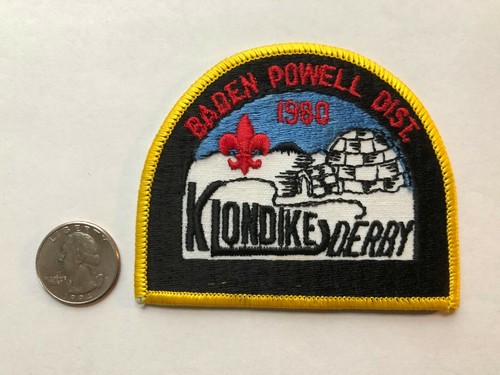 BADEN POWELL DIST.
1980
KLONDIKE DERBY
LIBERTY